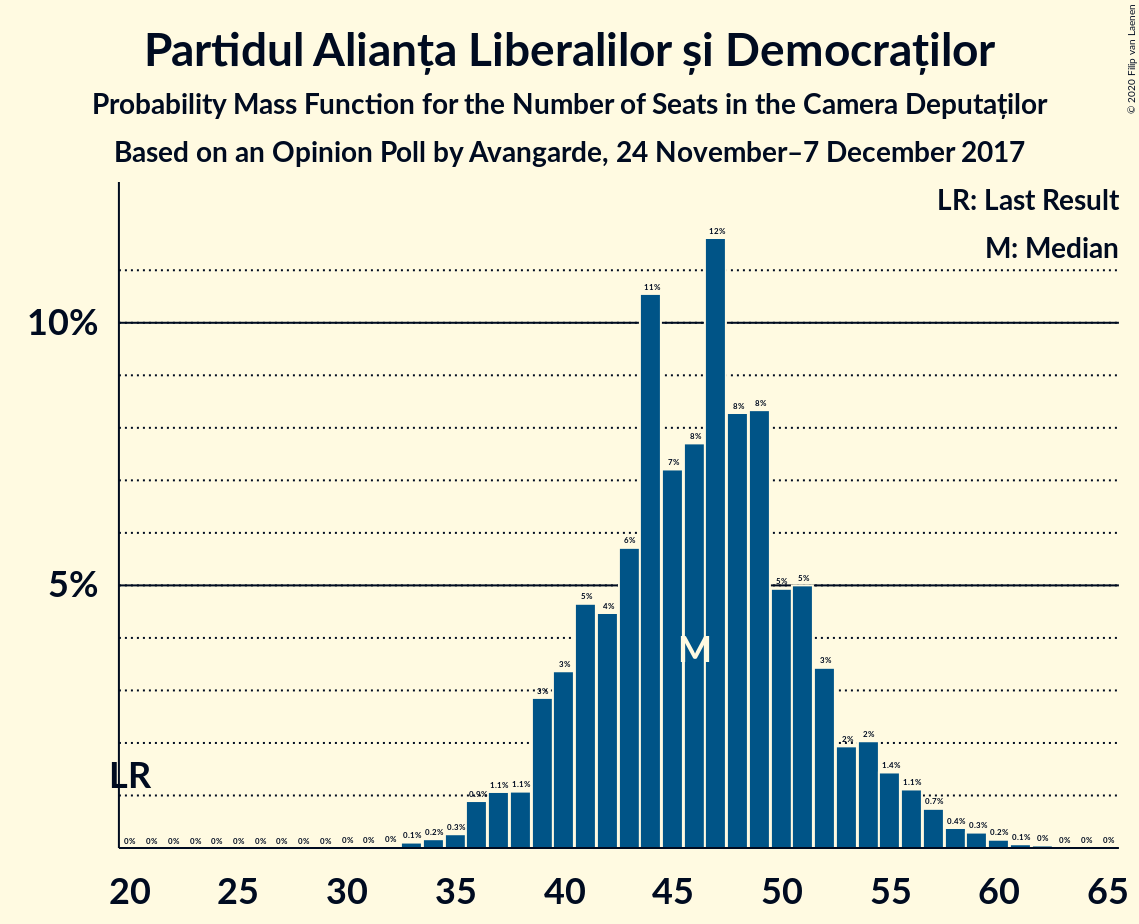 Partidul Alianța Liberalilor și Democraților
Probability Mass Function for the Number of Seats in the Camera Deputaților
Based on an Opinion Poll by Avangarde, 24 November–7 December 2017
© 2020 Filip van Laenen
LR: Last Result
M: Median
10%
5%
LR
M
0% 0% 0% 0% 0% 0% 0% 0% 0% 0% 0% 0% 0% 0.1% 0.2% 0.3% 0.9% 1.1% 1.1% 3% 3% 5% 4% 6% 11% 7% 8% 12% 8% 8% 5% 5% 3% 2% 2% 1.4% 1.1% 0.7% 0.4% 0.3% 0.2% 0.1% 0% 0% 0% 0%
20 25 30 35 40 45 50 55 60 65